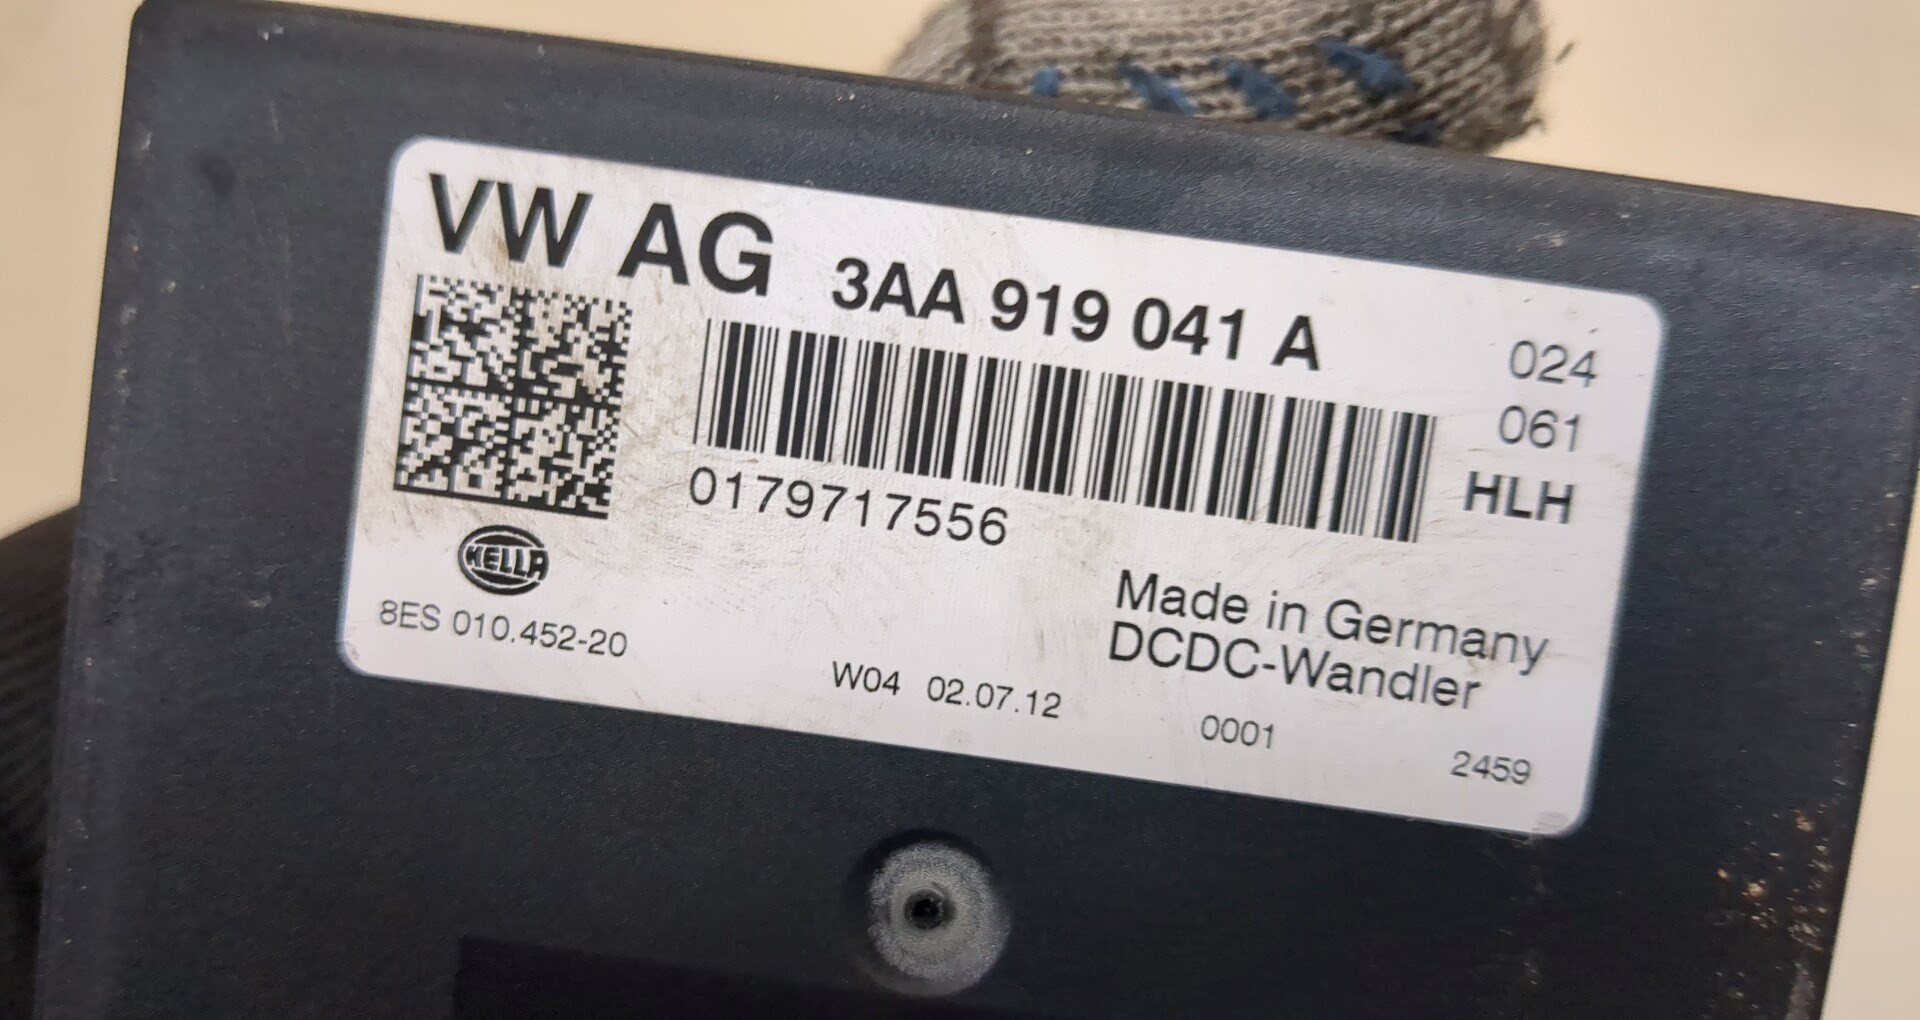 VW AG 3AA 919 041 A
024
061
HLH
0179717556
HELLA
8ES 010.452-20
Made in Germany
DCDC-Wandler
W04 02.07.12
0001
2459